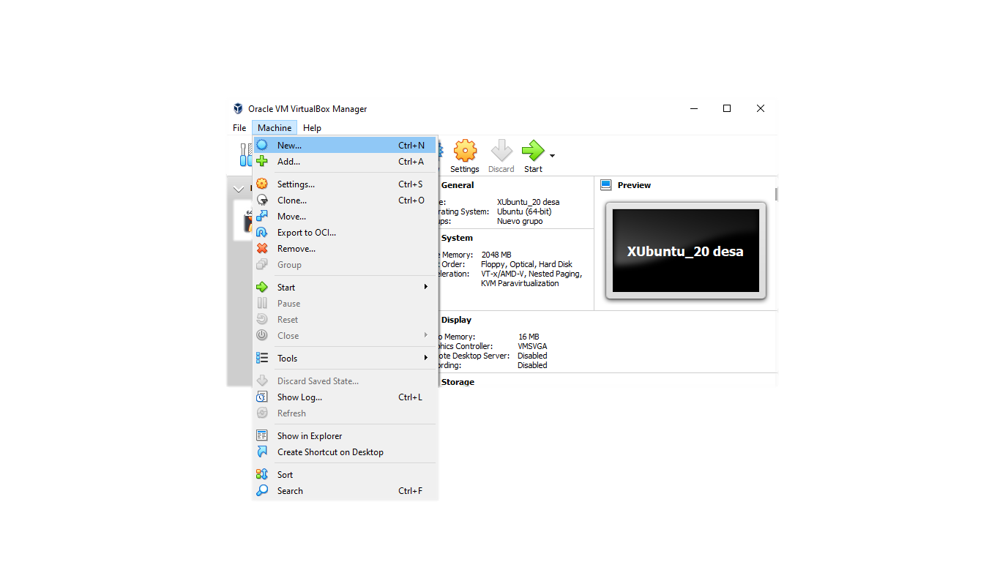 Oracle VM VirtualBox Manager
File Machine Help
New... Ctrl+N
Add... Ctrl+A
Settings... Ctrl+S
Clone... Ctrl+O
Move...
Export to OCI...
Remove...
Group
Start
Pause
Reset
Close
Tools
Discard Saved State...
Show Log... Ctrl+L
Refresh
Show in Explorer
Create Shortcut on Desktop
Sort
Search Ctrl+F
Settings Discard Start
64
General
XUbuntu_20 desa
rating System: Ubuntu (64-bit)
ups: Nuevo grupo
System
Memory: 2048 MB
Order: Floppy, Optical, Hard Disk
eleration: VT-x/AMD-V, Nested Paging,
KVM Paravirtualization
Preview
XUbuntu_20 desa
Display
o Memory: 16 MB
phics Controller: VMSVGA
ote Desktop Server: Disabled
ording: Disabled
Storage